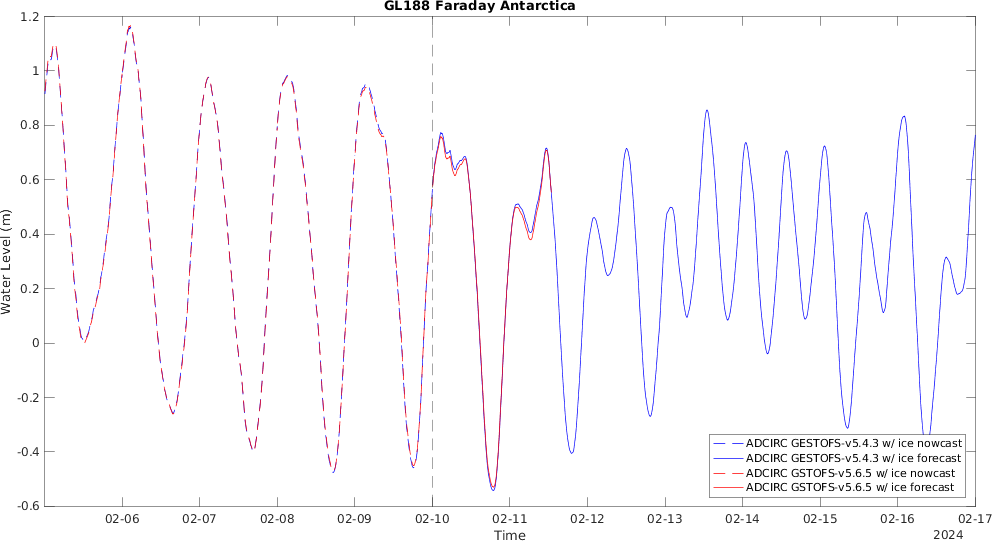 GL188 Faraday Antarctica
1.2
1
0.8
0.6
0.4
0.2
0
-0.2
-0.4
-0.6
Water Level (m)
ADCIRC GESTOFS-v5.4.3 w/ ice nowcast
ADCIRC GESTOFS-v5.4.3 w/ ice forecast
ADCIRC GSTOFS-v5.6.5 w/ ice nowcast
ADCIRC GSTOFS-v5.6.5 w/ ice forecast
02-06 02-07 02-08 02-09 02-10 02-11 02-12 02-13 02-14 02-15 02-16 02-17
Time
2024